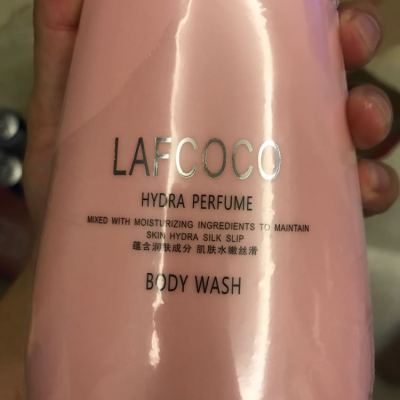 LAFCOCO
HYDRA PERFUME
MIXED WITH MOISTURIZING INGREDIENTS TO MAINTAIN
SKIN HYDRA SILK SLIP
蕴含润肤成分 肌肤水嫩丝滑
BODY WASH